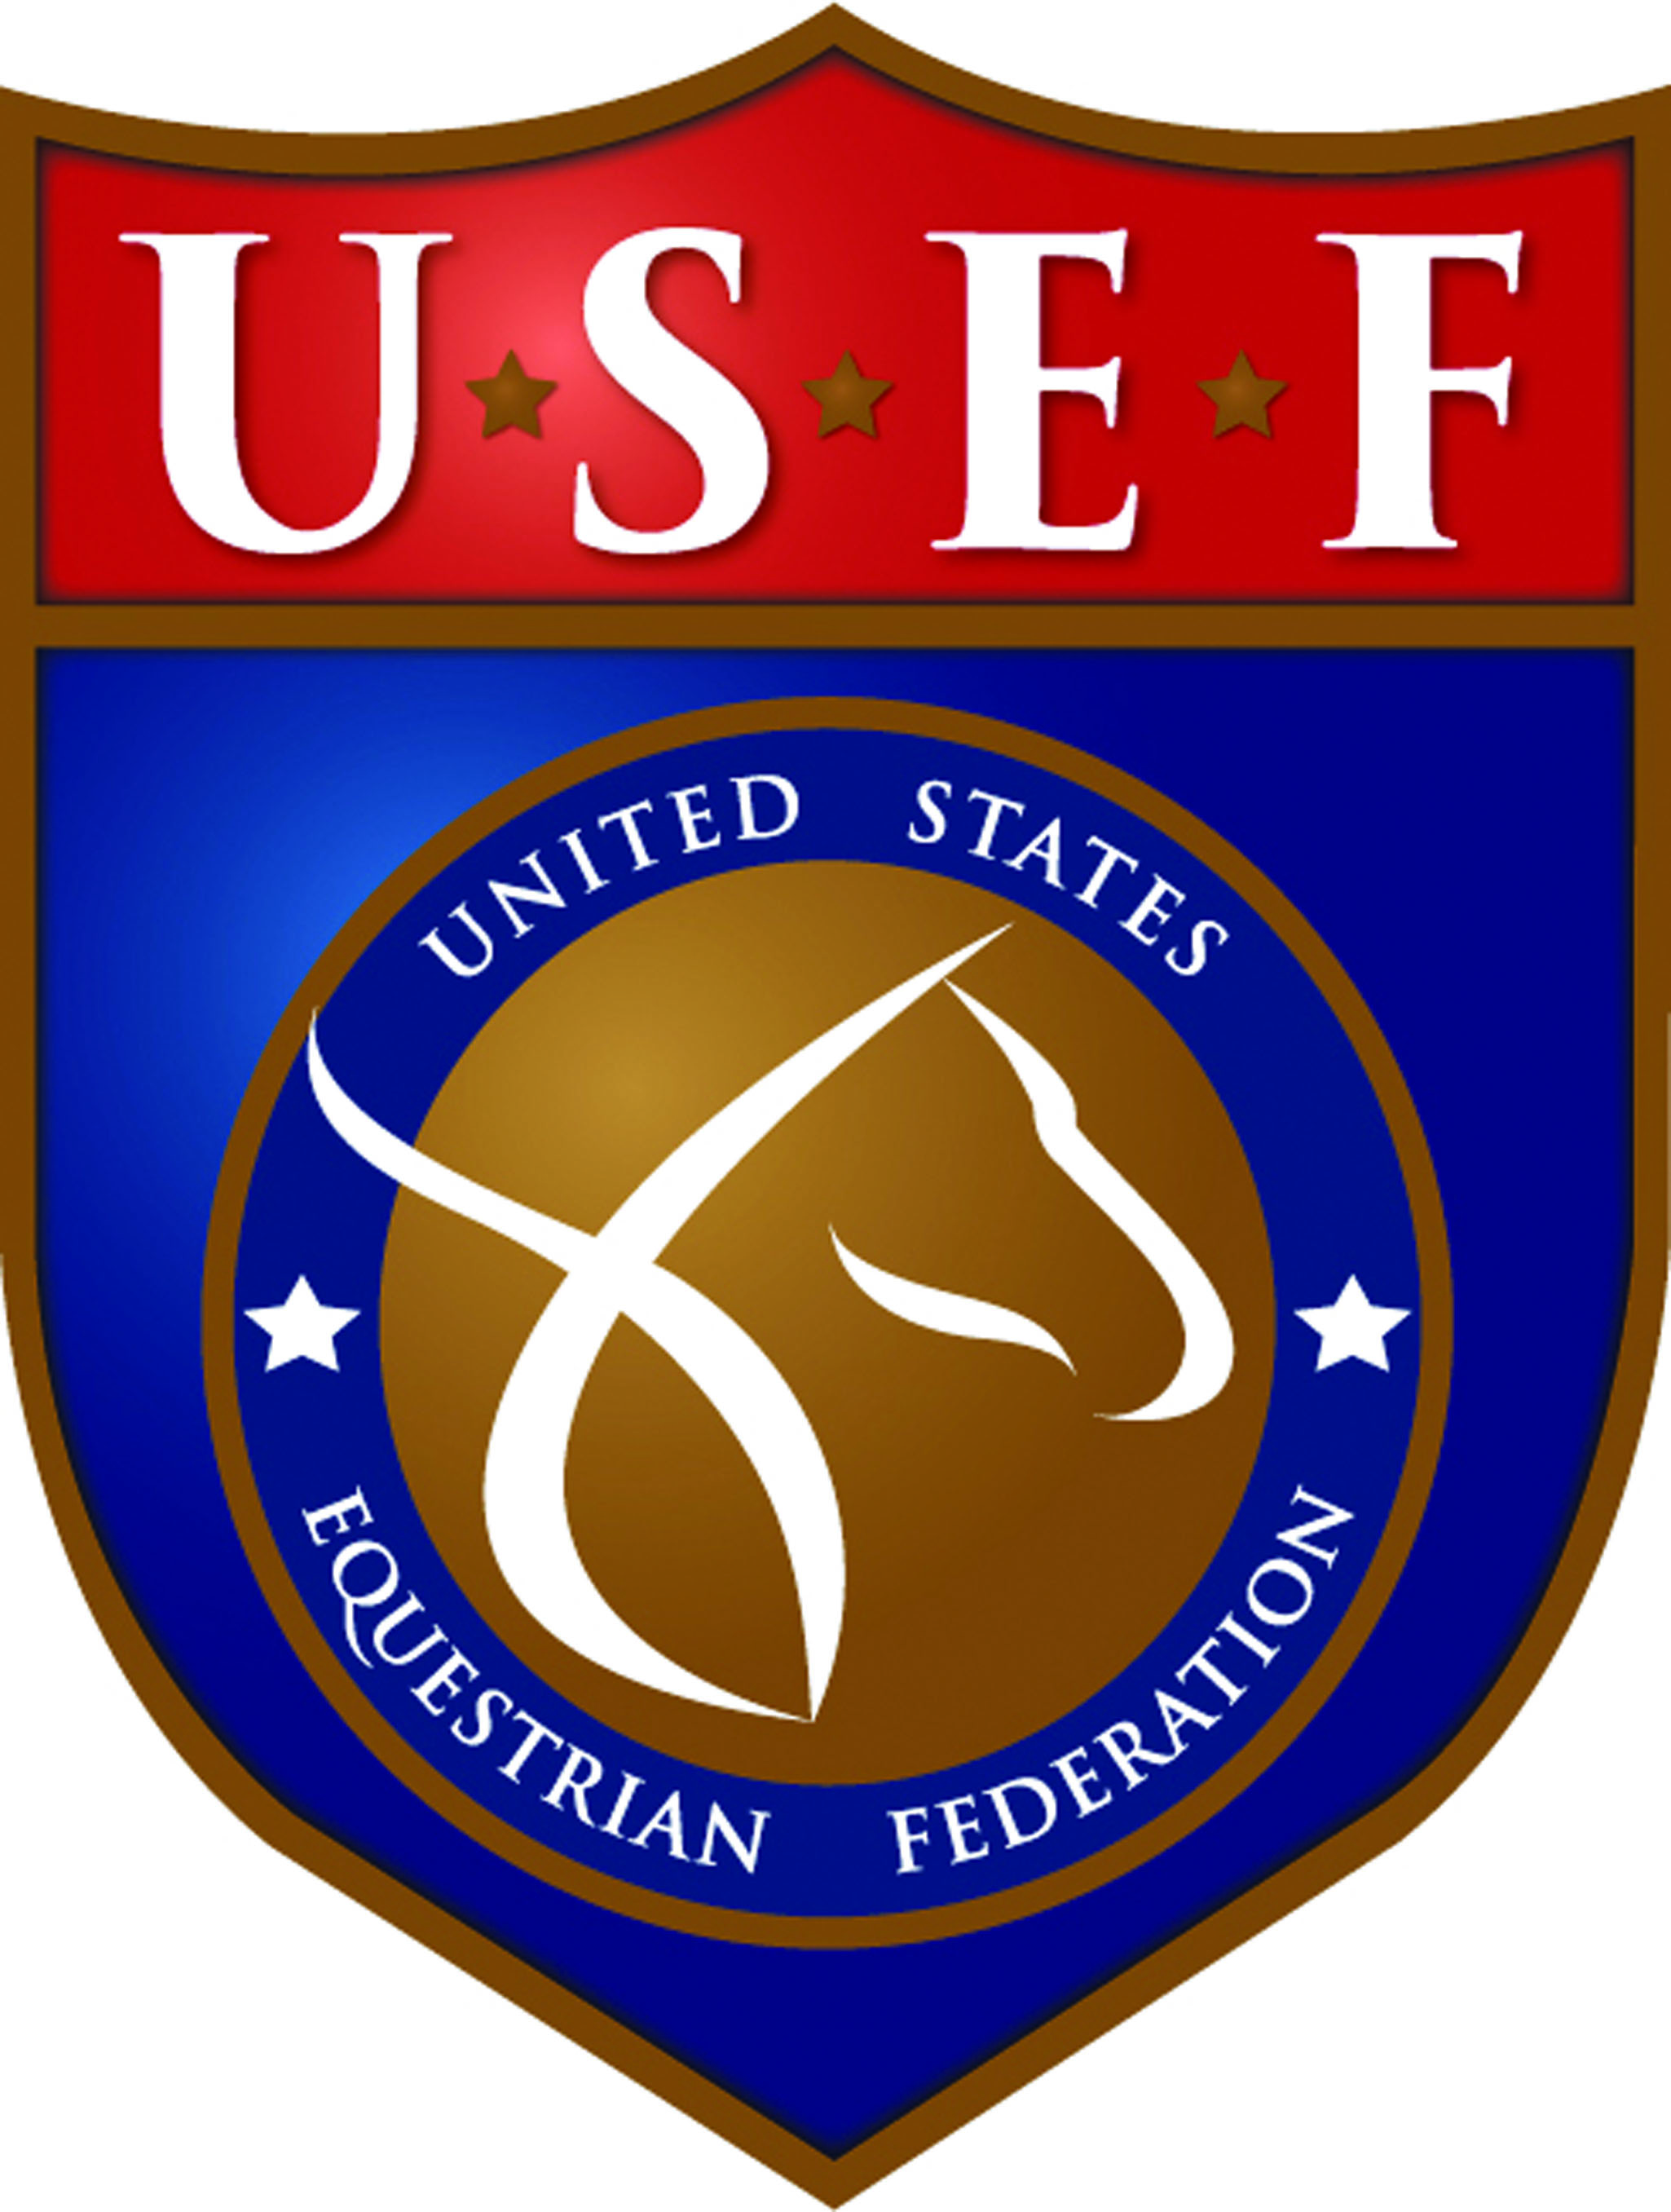 U★S★E★F
UNITED STATES
EQUESTRIAN FEDERATION